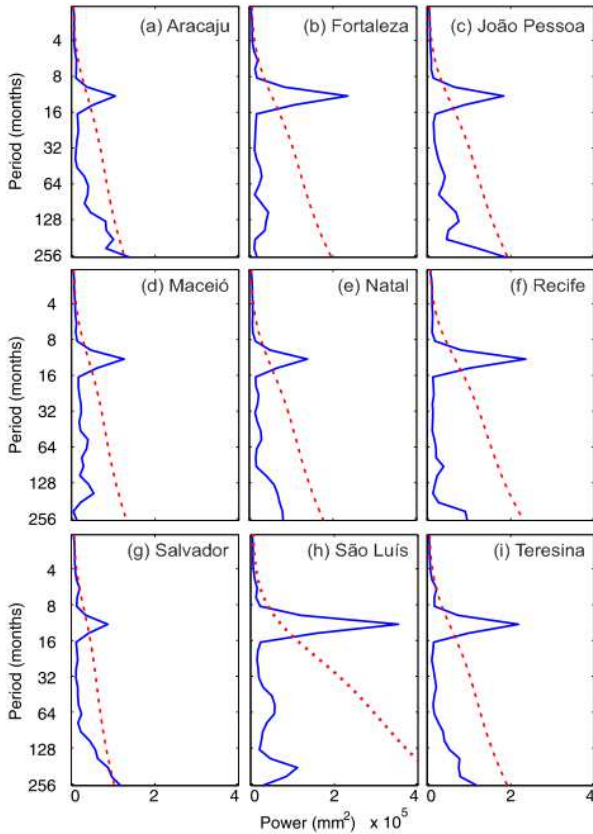 (a) Aracaju (b) Fortaleza (c) João Pessoa
4
8
16
32
64
128
256
Period (months)
(d) Maceió (e) Natal (f) Recife
4
8
16
32
64
128
256
Period (months)
(g) Salvador (h) São Luís (i) Teresina
4
8
16
32
64
128
256
Period (months)
0 2 4 0 2 4 0 2 4
Power (mm²) x 10⁵